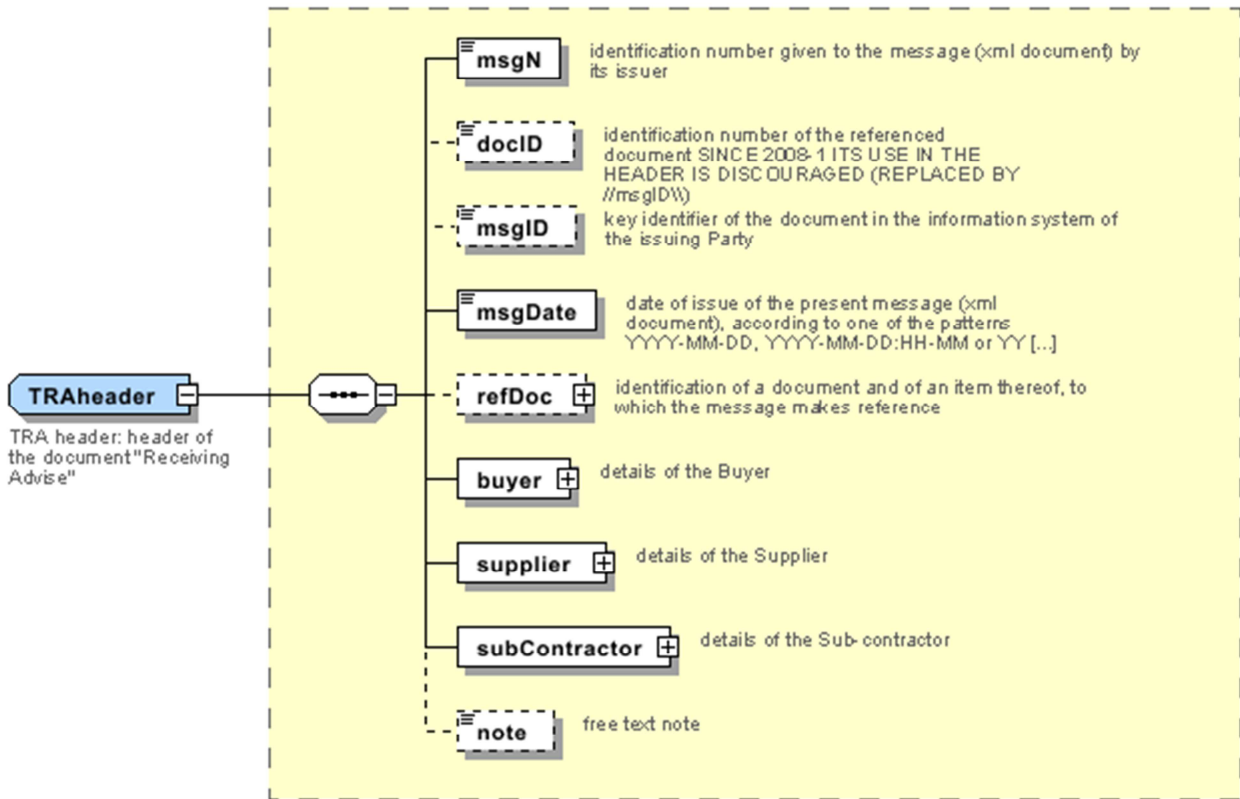 msgN
identification number given to the message (xml document) by
its issuer
docID
identification number of the referenced
document SINCE 2008-1 ITS USE IN THE
HEADER IS DISCOURAGED (REPLACED BY
//msgID\\)
msgID
key identifier of the document in the information system of
the issuing Party
msgDate
date of issue of the present message (xml
document), according to one of the patterns
YYYY-MM-DD, YYYY-MM-DD:HH-MM or YY [...]
TRAheader
TRA header: header of
the document "Receiving
Advise"
refDoc
identification of a document and of an item thereof, to
which the message makes reference
buyer
details of the Buyer
supplier
details of the Supplier
subContractor
details of the Sub-contractor
note
free text note